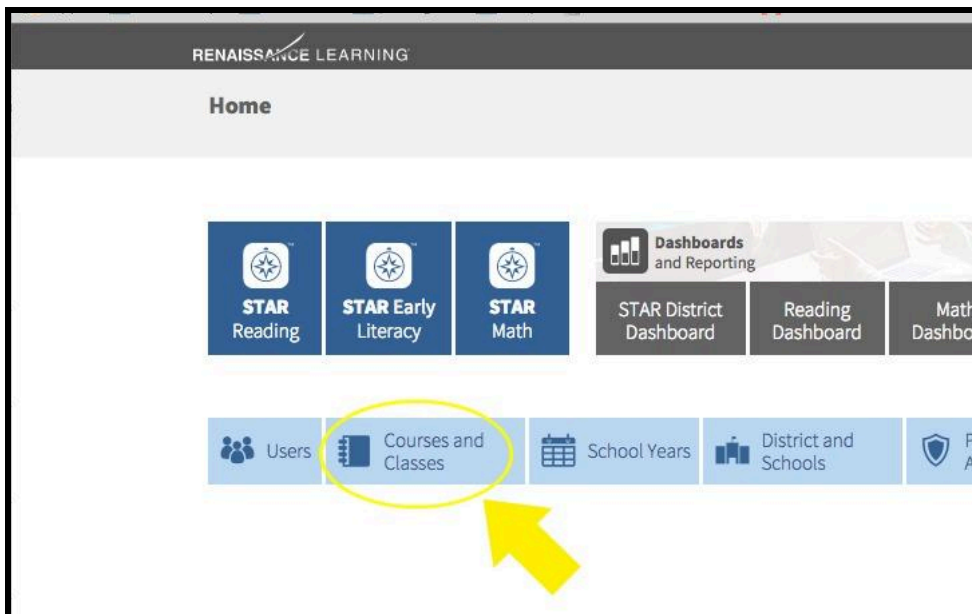 RENAISSANCE LEARNING
Home
STAR
Reading
STAR Early
Literacy
STAR
Math
Dashboards
and Reporting
STAR District
Dashboard
Reading
Dashboard
Math
Users
Courses and
Classes
School Years
District and
Schools